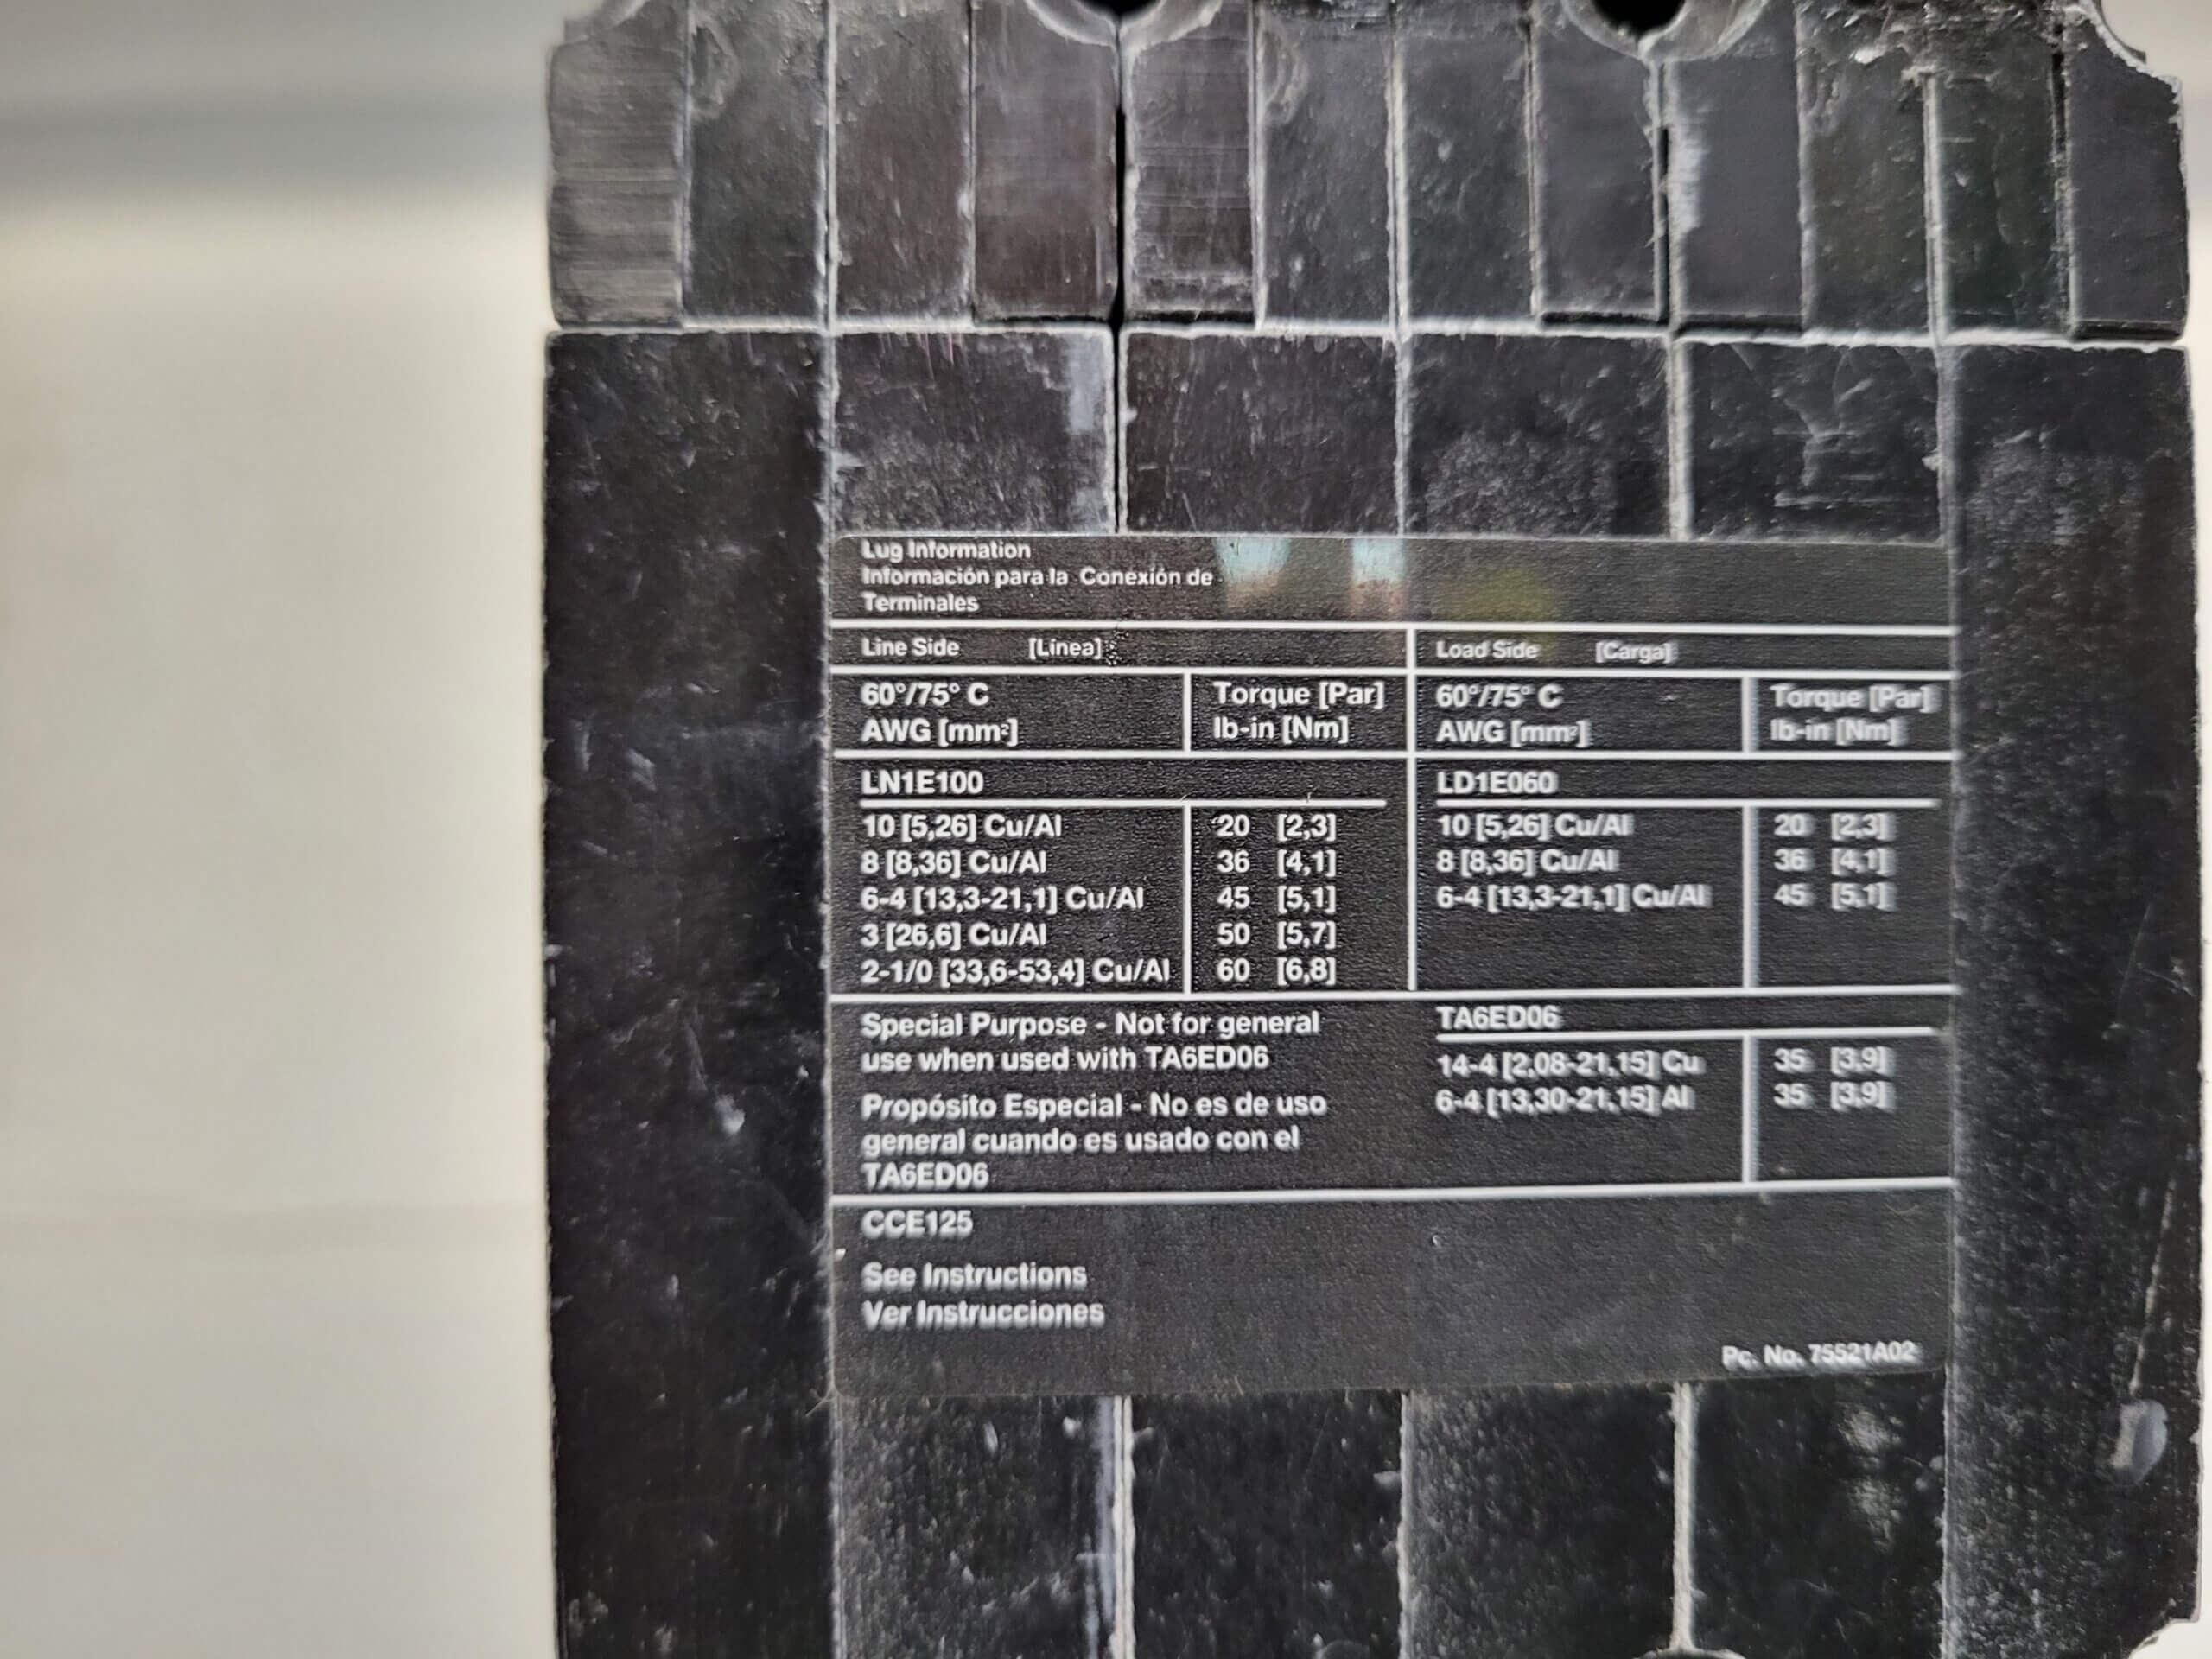 Lug Information
Información para la Conexión de
Terminales
Line Side [Línea]
Load Side [Carga]
60°/75° C
AWG [mm²]
Torque [Par]
lb-in [Nm]
60°/75° C
AWG [mm²]
Torque [Par]
lb-in [Nm]
LN1E100
10 [5,26] Cu/Al 20 [2,3]
8 [8,36] Cu/Al 36 [4,1]
6-4 [13,3-21,1] Cu/Al 45 [5,1]
3 [26,6] Cu/Al 50 [5,7]
2-1/0 [33,6-53,4] Cu/Al 60 [6,8]
LD1E060
10 [5,26] Cu/Al 20 [2,3]
8 [8,36] Cu/Al 36 [4,1]
6-4 [13,3-21,1] Cu/Al 45 [5,1]
Special Purpose - Not for general
use when used with TA6ED06
Propósito Especial - No es de uso
general cuando es usado con el
TA6ED06
TA6ED06
14-4 [2,08-21,15] Cu 35 [3,9]
6-4 [13,30-21,15] Al 35 [3,9]
CCE125
See Instructions
Ver Instrucciones
Pc. No. 75521A02